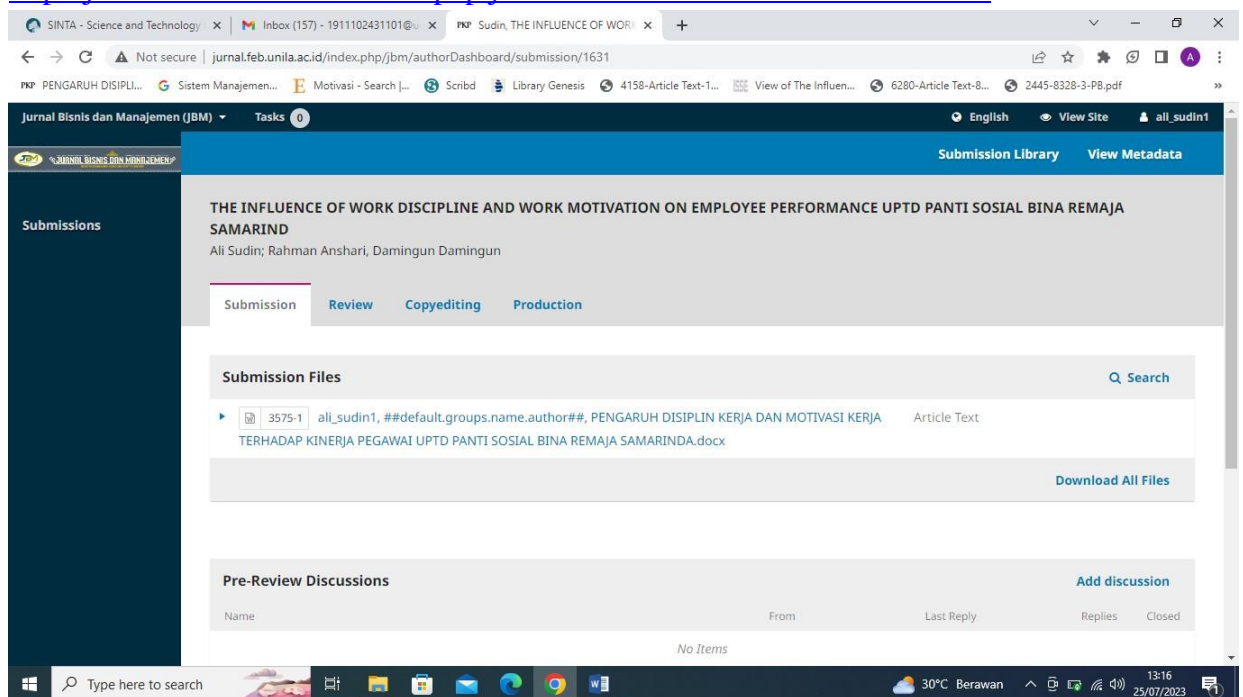 SINTA - Science and Technology
Inbox (157) - 1911102431101@u
PKP Sudin, THE INFLUENCE OF WOR
Not secure | jurnal.feb.unila.ac.id/index.php/jbm/authorDashboard/submission/1631
A
PKP PENGARUH DISIPLI...
Sistem Manajemen...
Motivasi - Search |...
Scribd
Library Genesis
4158-Article Text-1...
View of The Influen...
6280-Article Text-8...
2445-8328-3-PB.pdf
»
Jurnal Bisnis dan Manajemen (JBM)
Tasks 0
English
View Site
ali_sudin1
JBM JURNAL BISNIS DAN MANAJEMEN
Submission Library
View Metadata
Submissions
THE INFLUENCE OF WORK DISCIPLINE AND WORK MOTIVATION ON EMPLOYEE PERFORMANCE UPTD PANTI SOSIAL BINA REMAJA
SAMARIND
Ali Sudin; Rahman Anshari, Damingun Damingun
Submission
Review
Copyediting
Production
Submission Files
Search
3575-1 ali_sudin1, ##default.groups.name.author##, PENGARUH DISIPLIN KERJA DAN MOTIVASI KERJA
TERHADAP KINERJA PEGAWAI UPTD PANTI SOSIAL BINA REMAJA SAMARINDA.docx
Article Text
Download All Files
Pre-Review Discussions
Add discussion
Name
From
Last Reply
Replies
Closed
No Items
Type here to search
30°C Berawan
13:16
25/07/2023
1